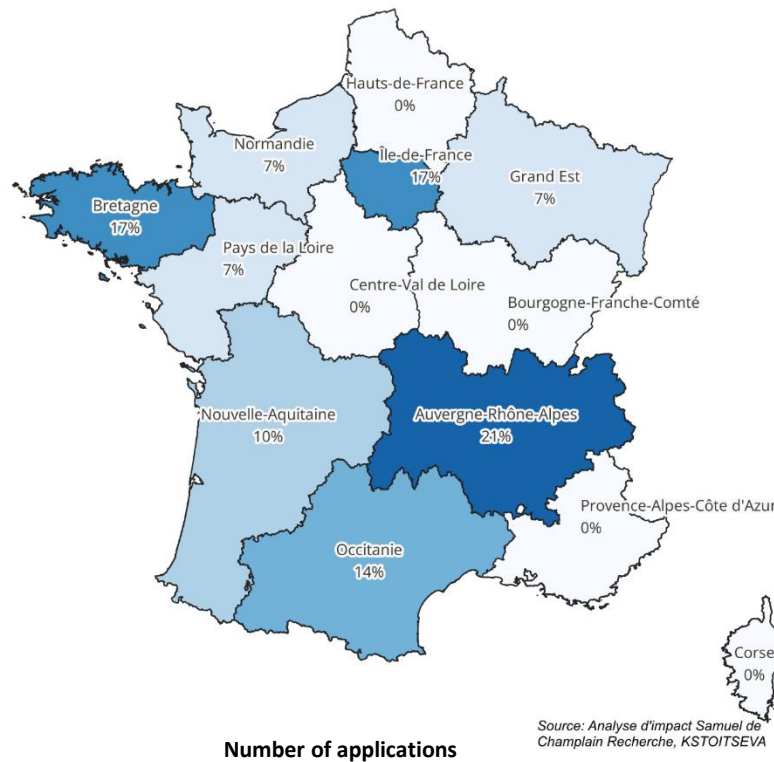 Hauts-de-France
0%
Normandie
7%
Île-de-France
17%
Grand Est
7%
Bretagne
17%
Pays de la Loire
7%
Centre-Val de Loire
0%
Bourgogne-Franche-Comté
0%
Nouvelle-Aquitaine
10%
Auvergne-Rhône-Alpes
21%
Provence-Alpes-Côte d'Azur
0%
Occitanie
14%
Corse
0%
Source: Analyse d'impact Samuel de
Champlain Recherche, KSTOITSEVA
Number of applications